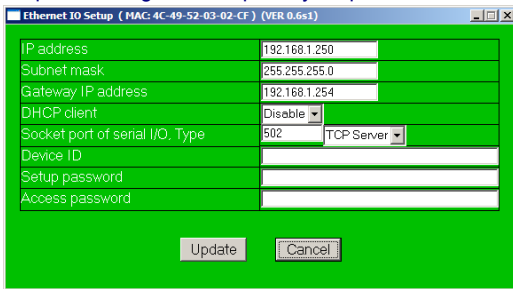 Ethernet IO Setup ( MAC: 4C-49-52-03-02-CF ) (VER 0.6s1)
IP address 192.168.1.250
Subnet mask 255.255.255.0
Gateway IP address 192.168.1.254
DHCP client Disable
Socket port of serial I/O, Type 502 TCP Server
Device ID
Setup password
Access password
Update Cancel